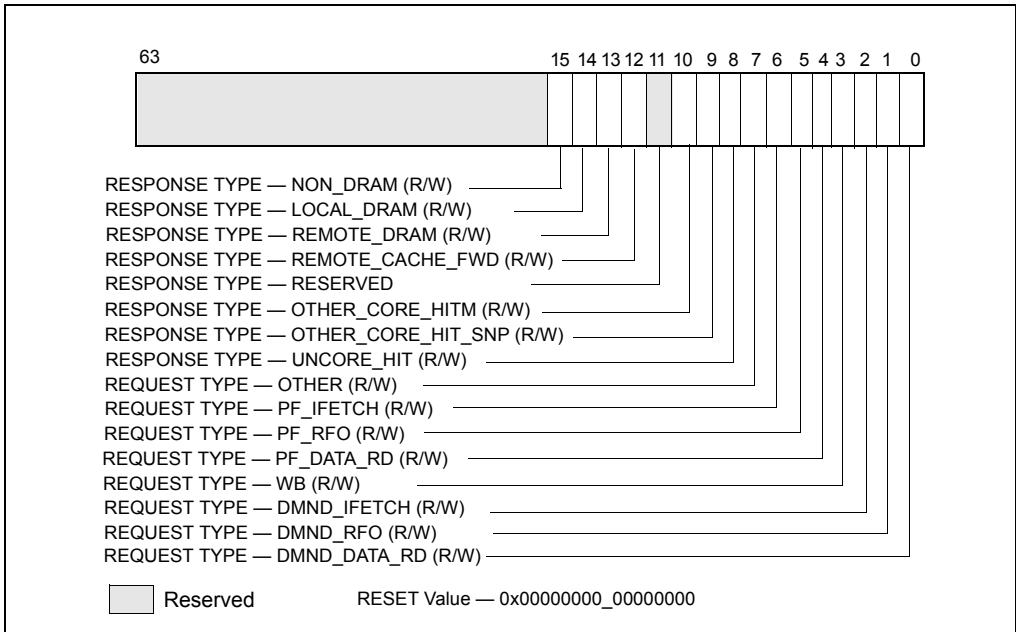 63 15 14 13 12 11 10 9 8 7 6 5 4 3 2 1 0
RESPONSE TYPE — NON_DRAM (R/W)
RESPONSE TYPE — LOCAL_DRAM (R/W)
RESPONSE TYPE — REMOTE_DRAM (R/W)
RESPONSE TYPE — REMOTE_CACHE_FWD (R/W)
RESPONSE TYPE — RESERVED
RESPONSE TYPE — OTHER_CORE_HITM (R/W)
RESPONSE TYPE — OTHER_CORE_HIT_SNP (R/W)
RESPONSE TYPE — UNCORE_HIT (R/W)
REQUEST TYPE — OTHER (R/W)
REQUEST TYPE — PF_IFETCH (R/W)
REQUEST TYPE — PF_RFO (R/W)
REQUEST TYPE — PF_DATA_RD (R/W)
REQUEST TYPE — WB (R/W)
REQUEST TYPE — DMND_IFETCH (R/W)
REQUEST TYPE — DMND_RFO (R/W)
REQUEST TYPE — DMND_DATA_RD (R/W)
Reserved RESET Value — 0x00000000_00000000